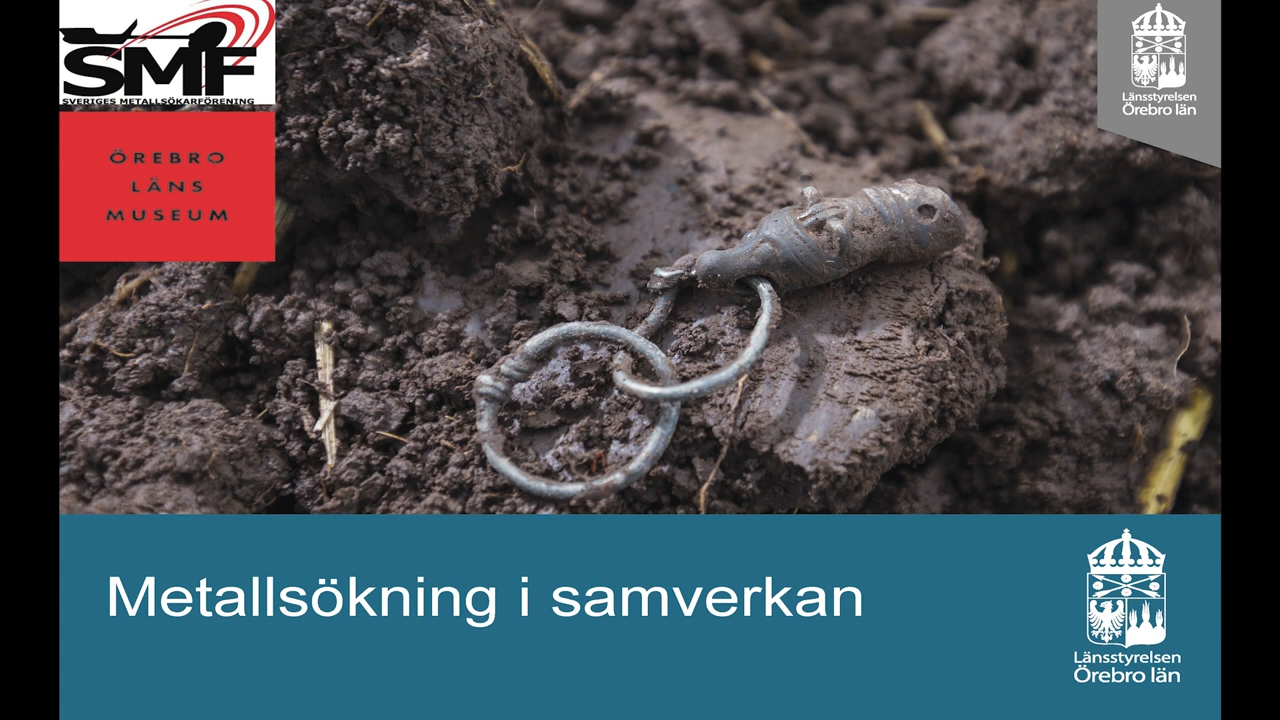 SMF
SVERIGES METALLSÖKARFÖRENING
ÖREBRO
LÄNS
MUSEUM
Länsstyrelsen
Örebro län
Metallsökning i samverkan
Länsstyrelsen
Örebro län